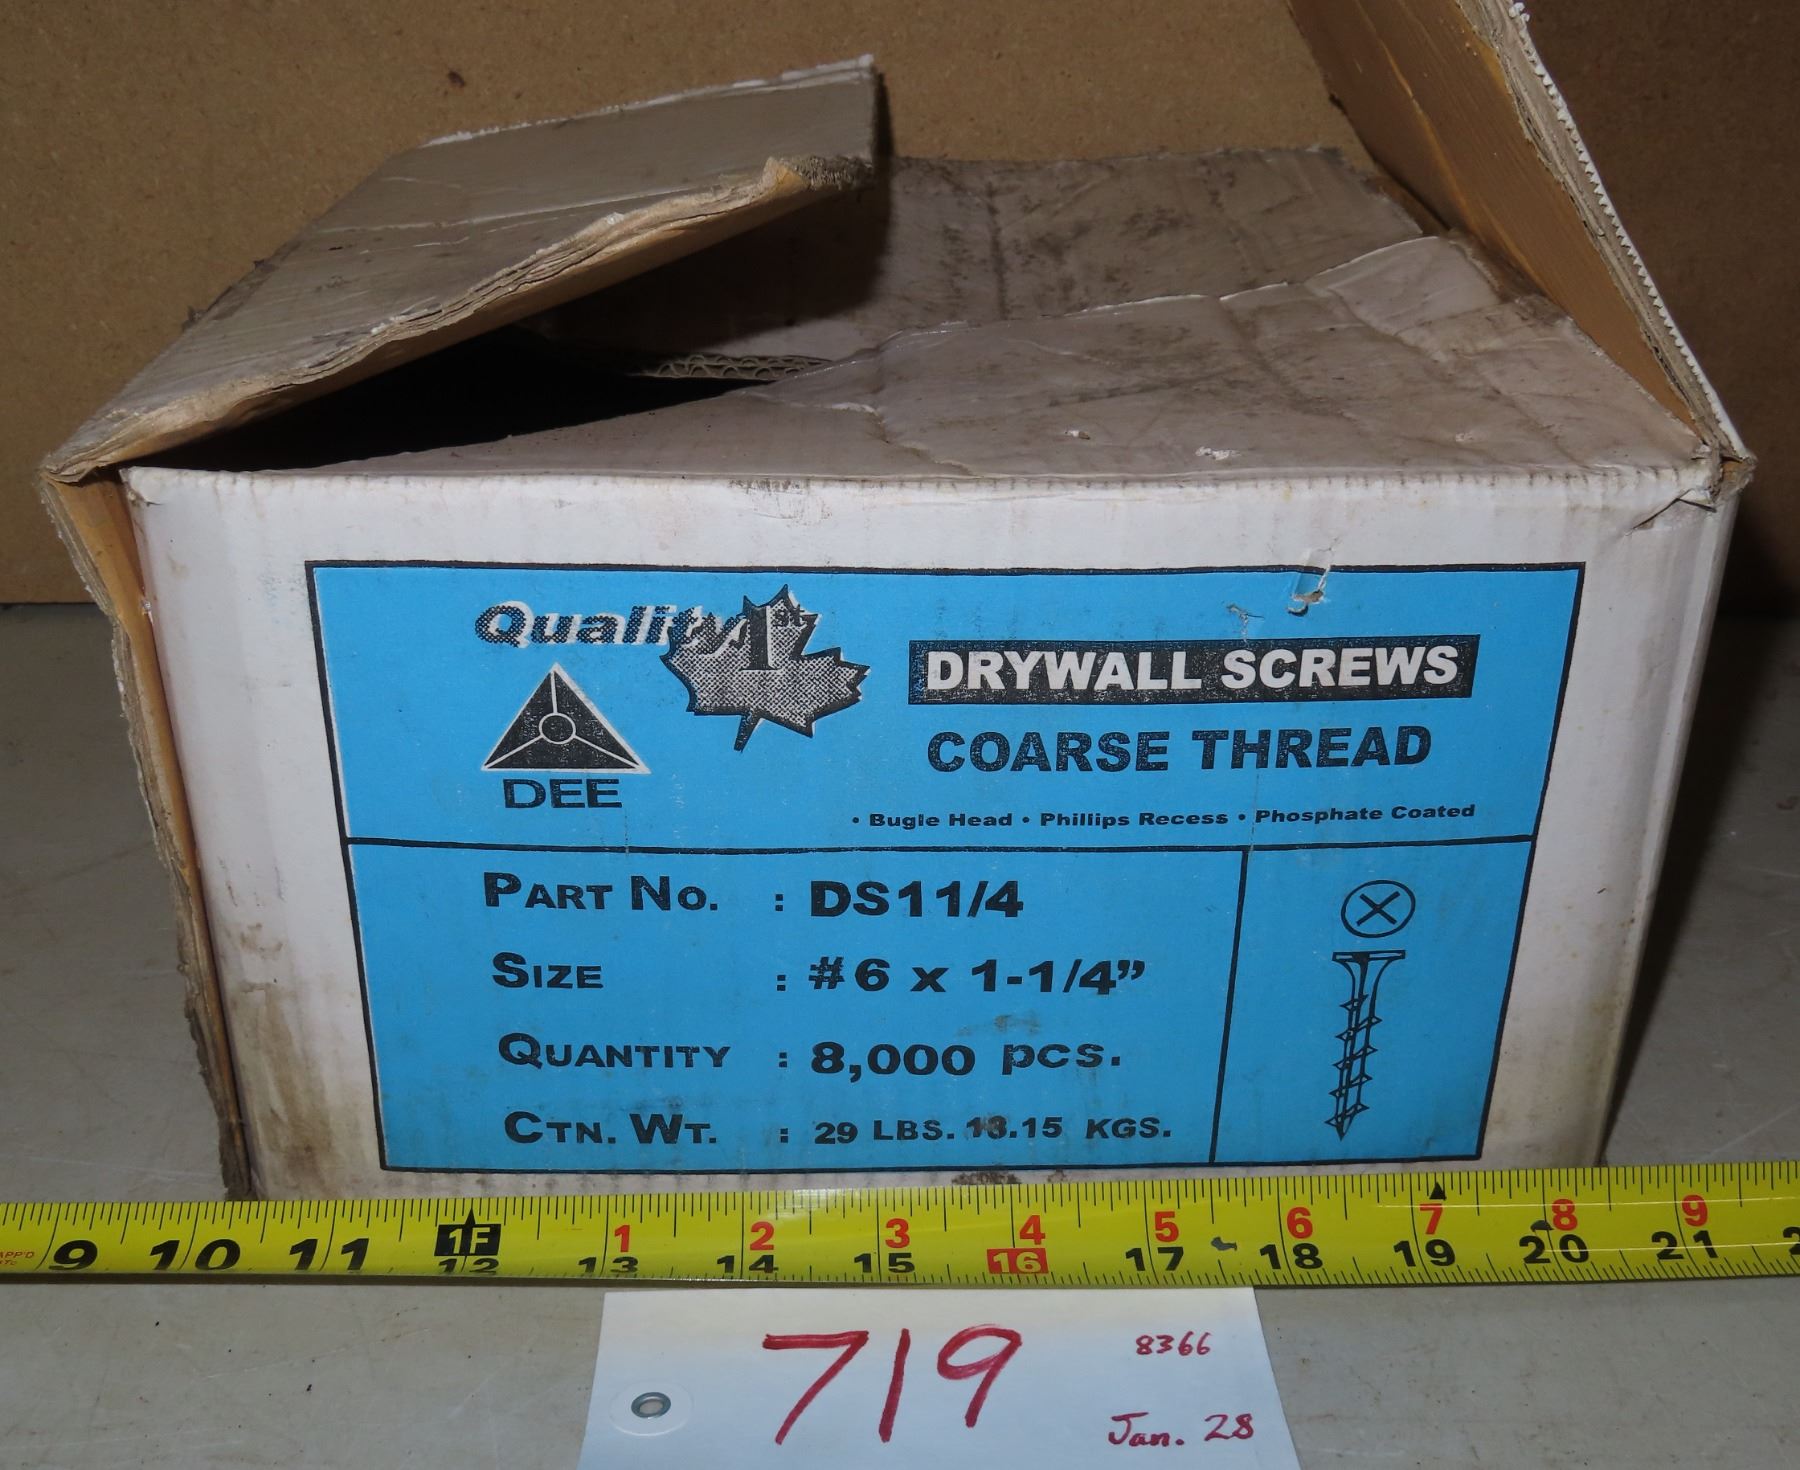 Quality 1st
DEE
DRYWALL SCREWS
COARSE THREAD
• Bugle Head • Phillips Recess • Phosphate Coated
PART NO. : DS11/4
SIZE : #6 x 1-1/4”
QUANTITY : 8,000 pcs.
CTN. WT. : 29 LBS. 13.15 KGS.
1F 1 2 3 4 5 6 7 8 9
9 10 11 12 13 14 15 16 17 18 19 20 21
719
8366
Jan. 28